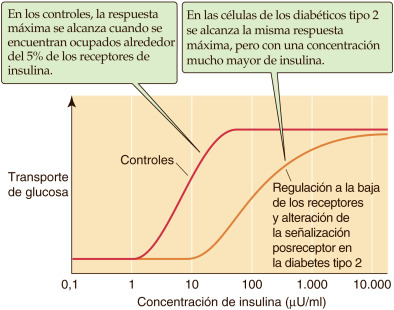 En los controles, la respuesta
máxima se alcanza cuando se
encuentran ocupados alrededor
del 5% de los receptores de
insulina.
En las células de los diabéticos tipo 2
se alcanza la misma respuesta
máxima, pero con una concentración
mucho mayor de insulina.
Transporte
de glucosa
Controles
Regulación a la baja
de los receptores
y alteración de
la señalización
posreceptor en
la diabetes tipo 2
0,1
1
10
100
1.000
10.000
Concentración de insulina (μU/ml)